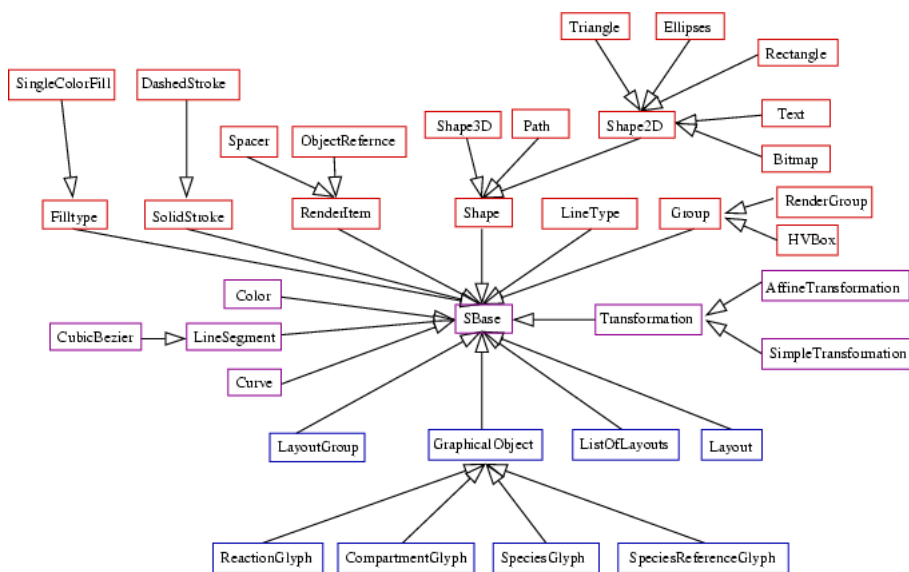 Triangle
Ellipses
Rectangle
SingleColorFill
DashedStroke
Shape3D
Path
Shape2D
Text
Spacer
ObjectRefernce
Bitmap
Filltype
SolidStroke
RenderItem
Shape
LineType
Group
RenderGroup
HVBox
Color
SBase
Transformation
AffineTransformation
CubicBezier
LineSegment
SimpleTransformation
Curve
LayoutGroup
GraphicalObject
ListOfLayouts
Layout
ReactionGlyph
CompartmentGlyph
SpeciesGlyph
SpeciesReferenceGlyph